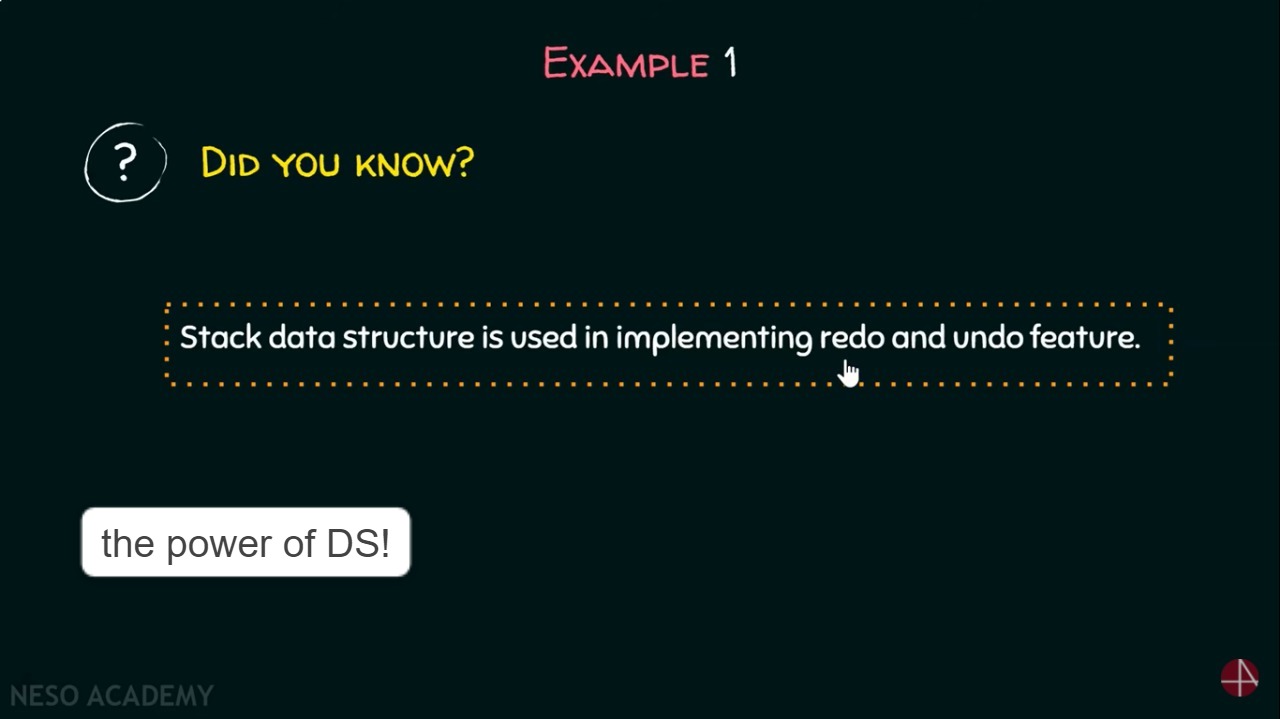 EXAMPLE 1
? DID YOU KNOW?
Stack data structure is used in implementing redo and undo feature.
the power of DS!
NESO ACADEMY